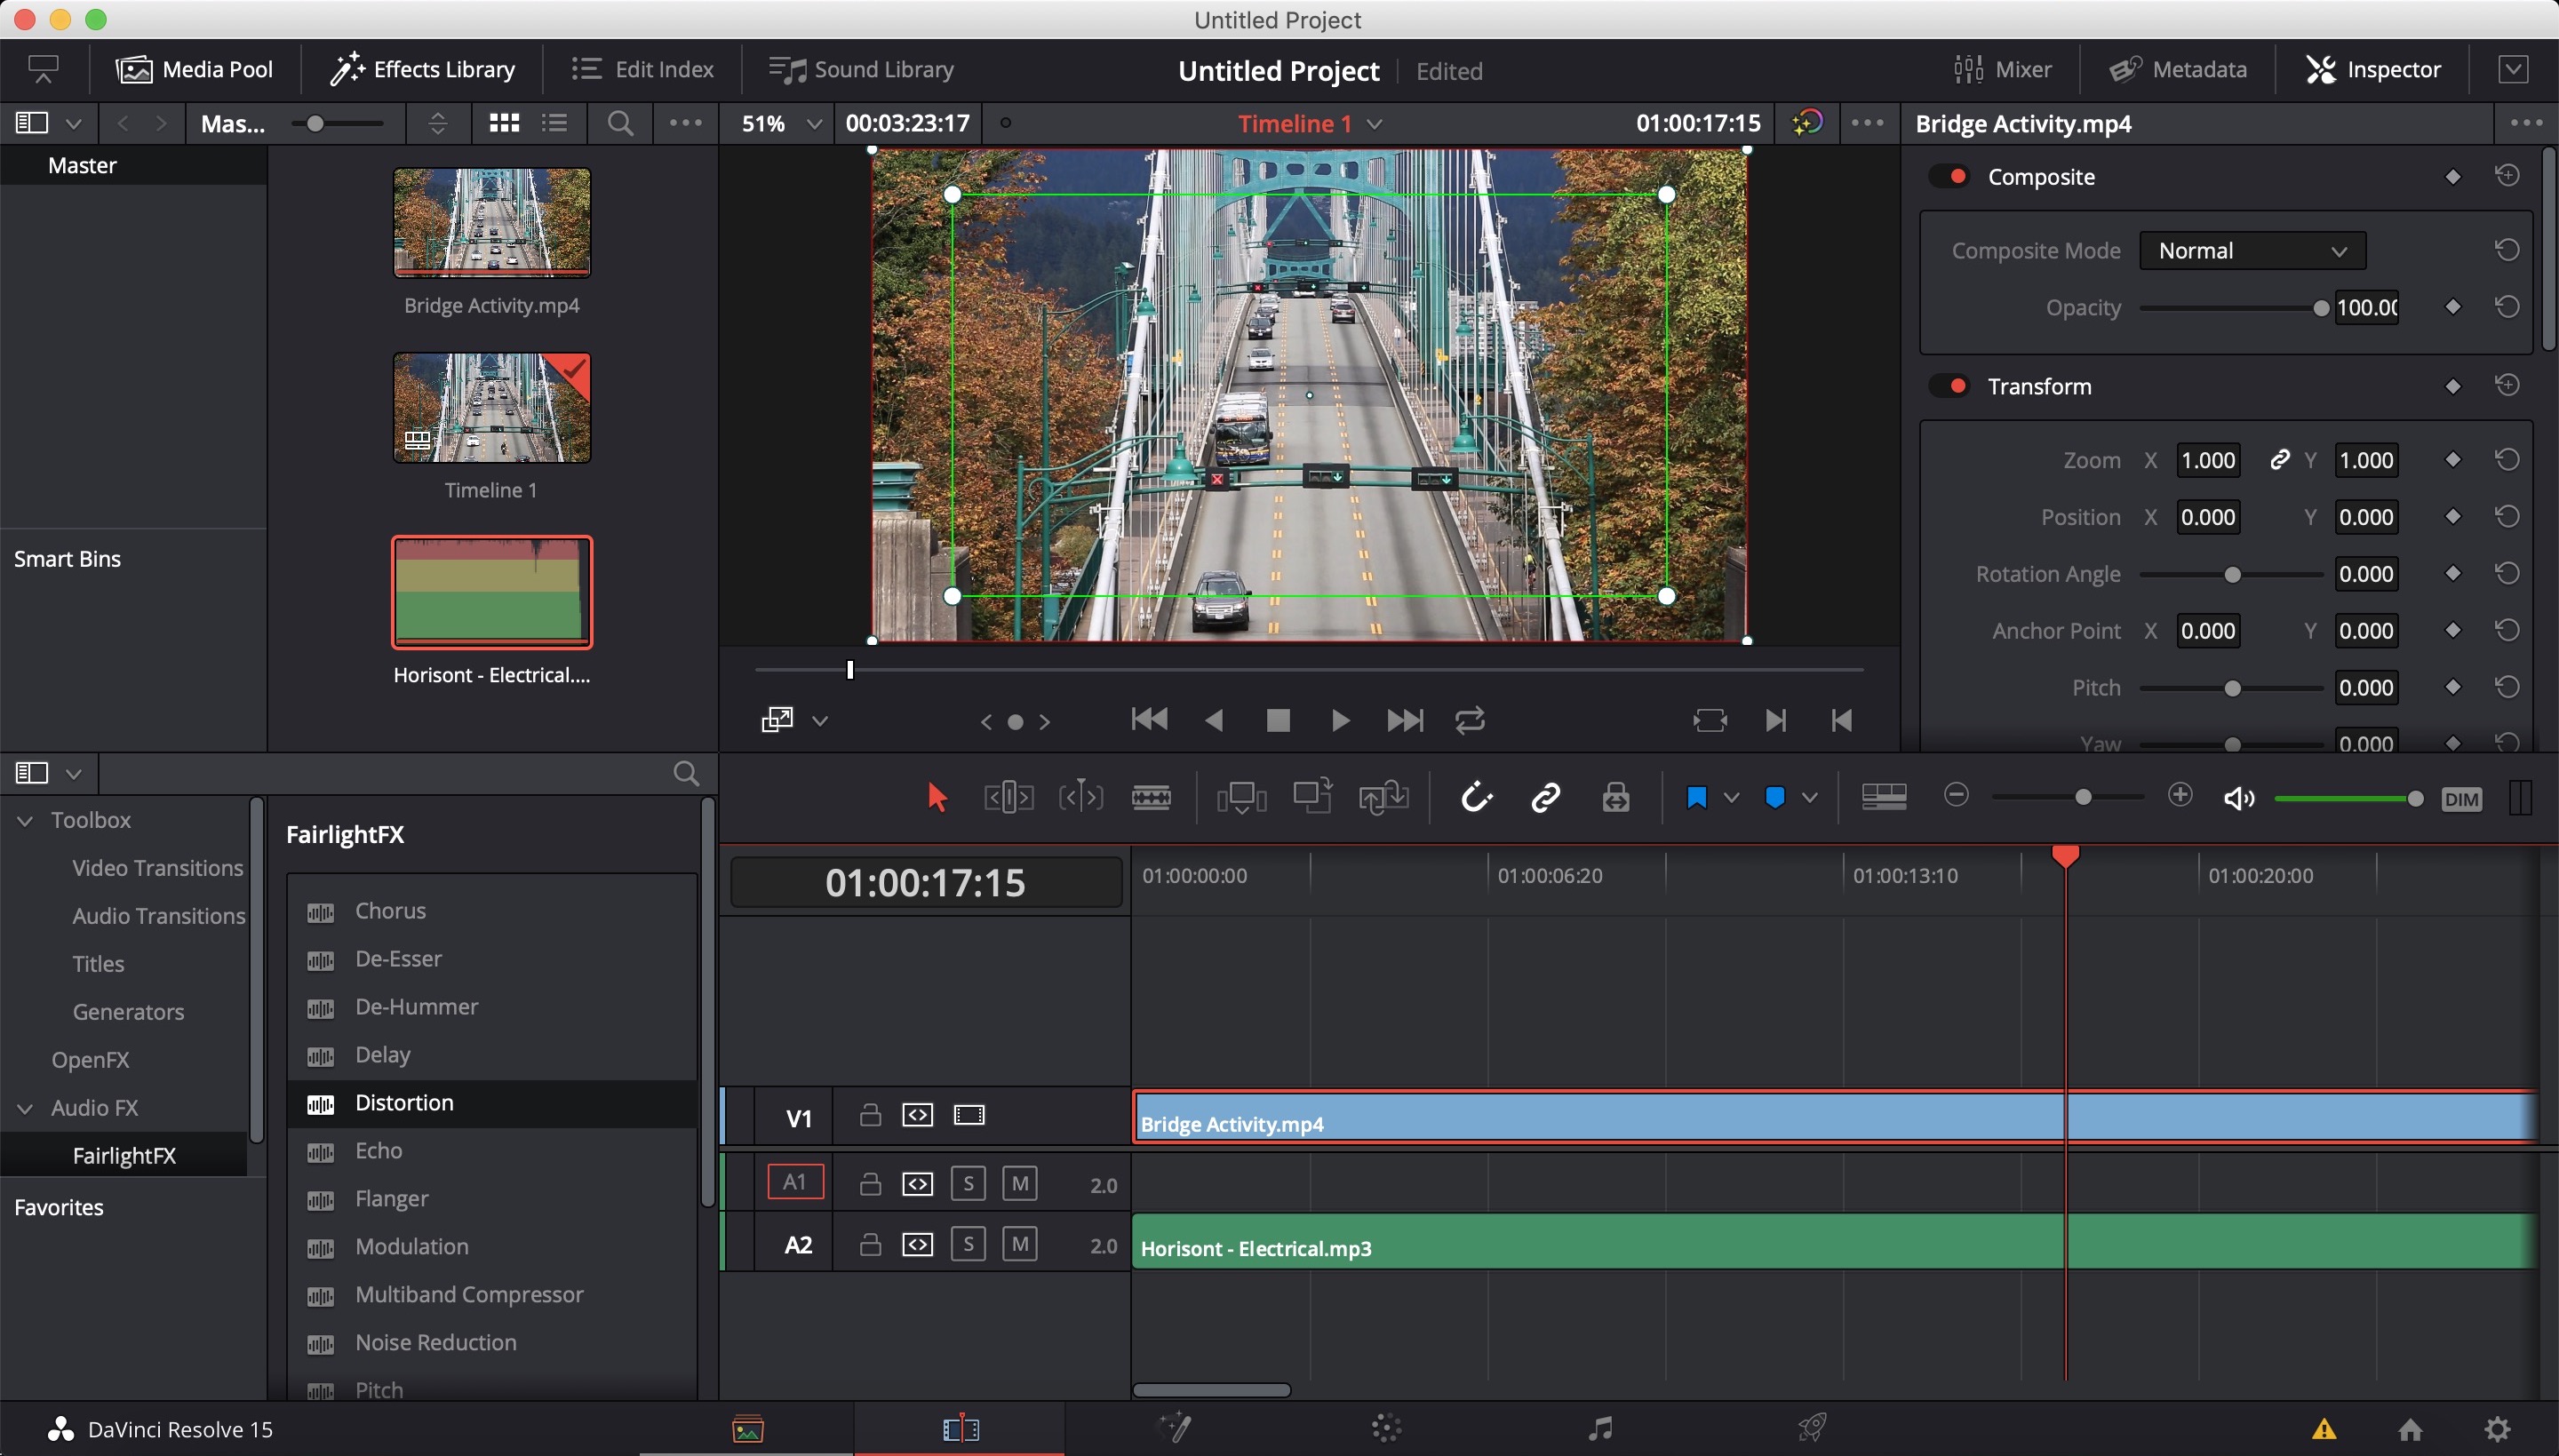 Untitled Project
Media Pool
Effects Library
Edit Index
Sound Library
Untitled Project
Edited
Mixer
Metadata
Inspector
Mas...
51%
00:03:23:17
Timeline 1
01:00:17:15
Bridge Activity.mp4
Master
Bridge Activity.mp4
Timeline 1
Horisont - Electrical....
Smart Bins
Composite
Composite Mode Normal
Opacity 100.00
Transform
Zoom X 1.000 Y 1.000
Position X 0.000 Y 0.000
Rotation Angle 0.000
Anchor Point X 0.000 Y 0.000
Pitch 0.000
Yaw 0.000
DIM
Toolbox
Video Transitions
Audio Transitions
Titles
Generators
OpenFX
Audio FX
FairlightFX
Favorites
FairlightFX
Chorus
De-Esser
De-Hummer
Delay
Distortion
Echo
Flanger
Modulation
Multiband Compressor
Noise Reduction
Pitch
01:00:17:15
01:00:00:00
01:00:06:20
01:00:13:10
01:00:20:00
V1
Bridge Activity.mp4
A1 S M 2.0
A2 S M 2.0
Horisont - Electrical.mp3
DaVinci Resolve 15